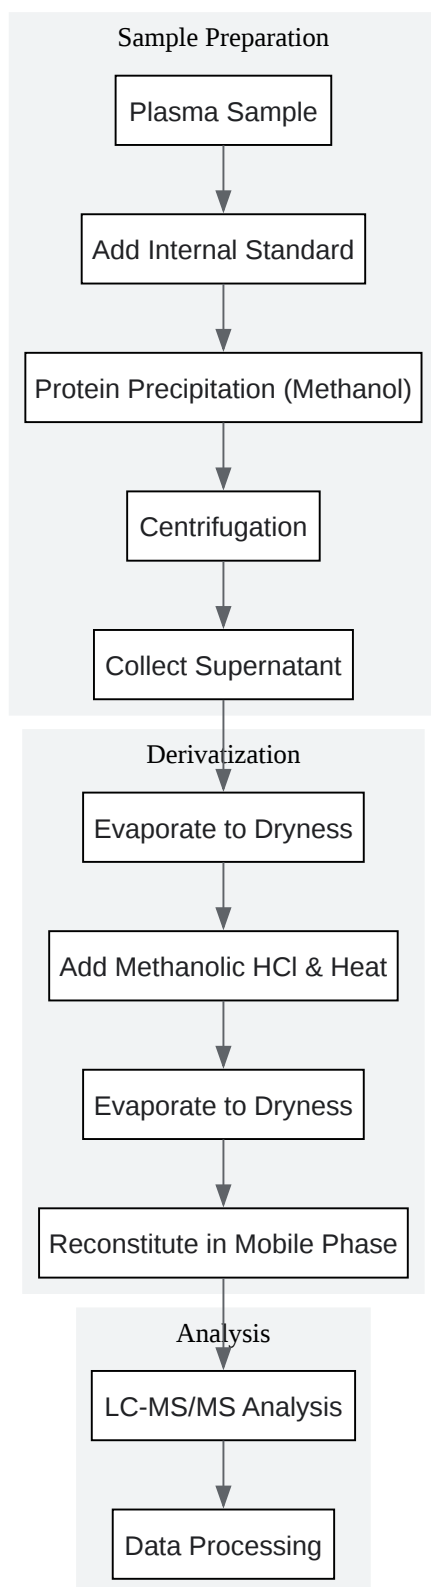 Sample Preparation
Plasma Sample
Add Internal Standard
Protein Precipitation (Methanol)
Centrifugation
Collect Supernatant
Derivatization
Evaporate to Dryness
Add Methanolic HCl & Heat
Evaporate to Dryness
Reconstitute in Mobile Phase
Analysis
LC-MS/MS Analysis
Data Processing